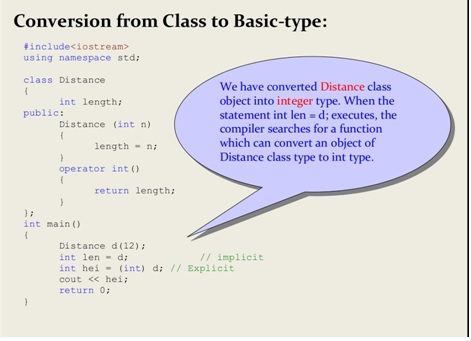 Conversion from Class to Basic-type:
#include<iostream>
using namespace std;
class Distance
{
int length;
public:
Distance (int n)
{
length = n;
}
operator int()
{
return length;
}
};
int main()
{
Distance d(12);
int len = d; // implicit
int hei = (int) d; // Explicit
cout << hei;
return 0;
}
We have converted Distance class
object into integer type. When the
statement int len = d; executes, the
compiler searches for a function
which can convert an object of
Distance class type to int type.